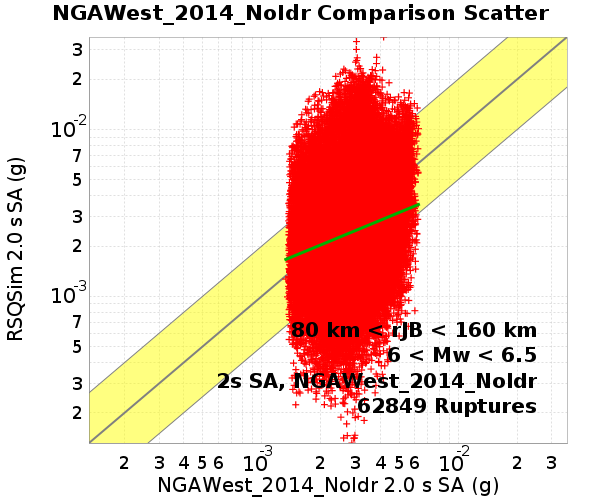 NGAWest_2014_NoIdr Comparison Scatter
RSQSim 2.0 s SA (g)
3
2
10-2
7
5
3
2
10-3
7
5
3
2
80 km < rJB < 160 km
6 < Mw < 6.5
2s SA, NGAWest_2014_NoIdr
62849 Ruptures
2 3 4 5 6 10-3 2 3 4 5 6 10-2 2 3
NGAWest_2014_NoIdr 2.0 s SA (g)